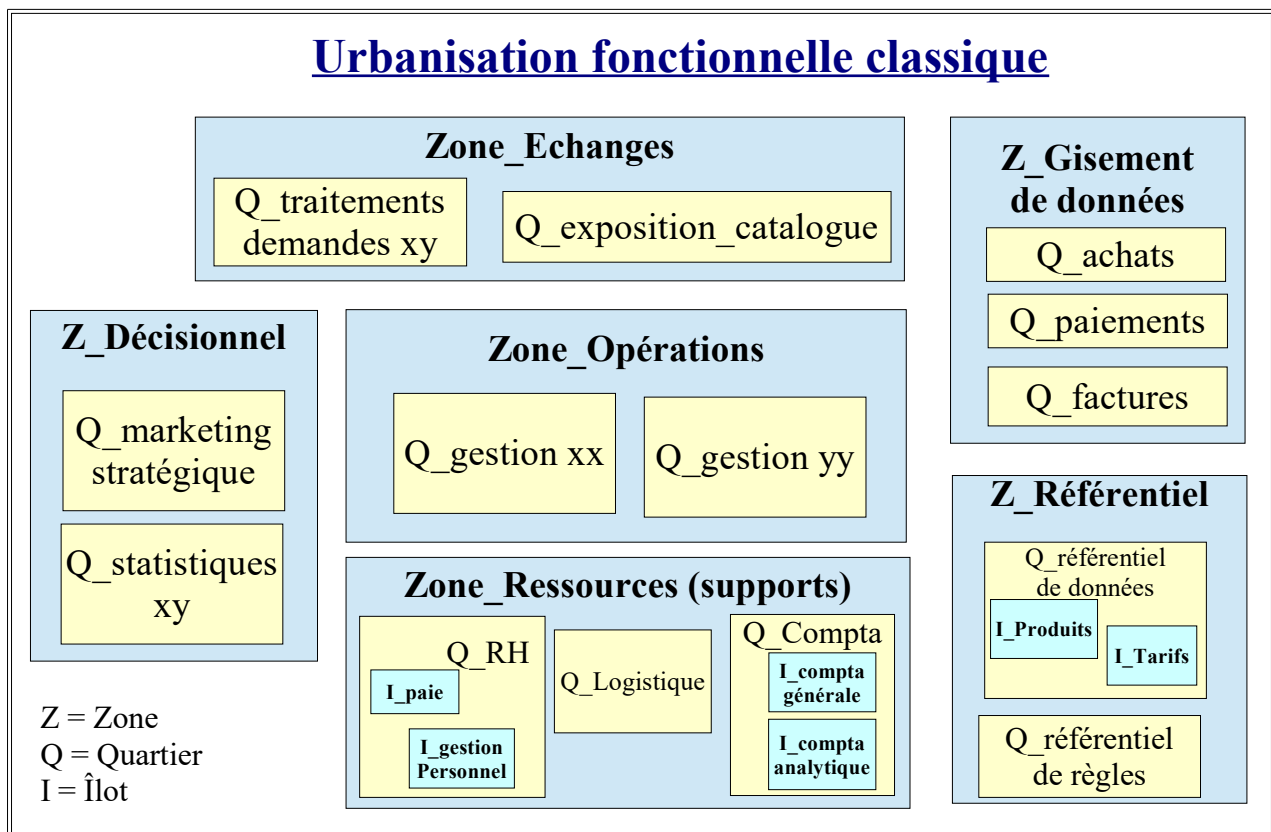 Urbanisation fonctionnelle classique
Zone_Echanges
Q_traitements
demandes xy
Q_exposition_catalogue
Z_Gisement
de données
Q_achats
Q_paiements
Q_factures
Z_Décisionnel
Q_marketing
stratégique
Q_statistiques
xy
Zone_Opérations
Q_gestion xx
Q_gestion yy
Zone_Ressources (supports)
Q_RH
I_paie
I_gestion
Personnel
Q_Logistique
Q_Compta
I_compta
générale
I_compta
analytique
Z_Référentiel
Q_référentiel
de données
I_Produits
I_Tarifs
Q_référentiel
de règles
Z = Zone
Q = Quartier
I = Îlot